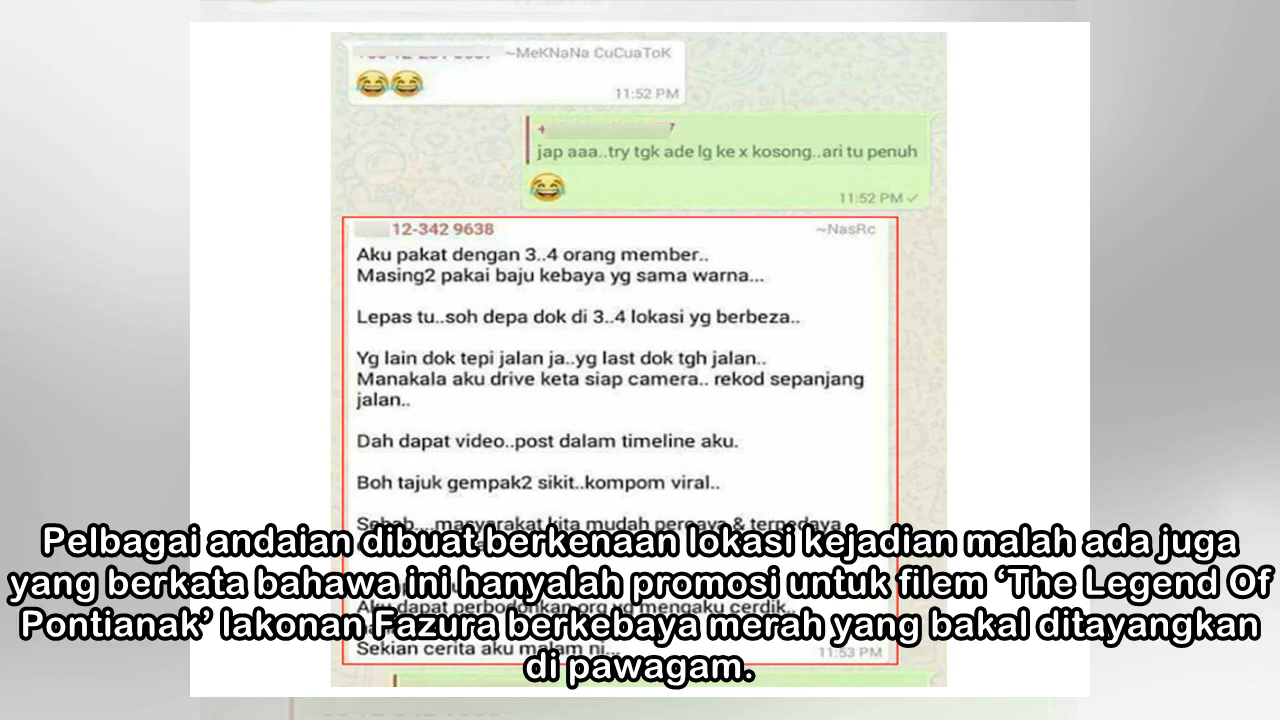 ~MeKNaNa CuCuaToK
😂😂
11:52 PM
jap aaa..try tgk ade lg ke x kosong..ari tu penuh
😂
11:52 PM ✓
12-342 9638
~NasRc
Aku pakat dengan 3..4 orang member..
Masing2 pakai baju kebaya yg sama warna...
Lepas tu..soh depa dok di 3..4 lokasi yg berbeza..
Yg lain dok tepi jalan ja..yg last dok tgh jalan..
Manakala aku drive keta siap camera.. rekod sepanjang
jalan..
Dah dapat video..post dalam timeline aku.
Boh tajuk gempak2 sikit..kompom viral..
Sebab....masyarakat kita mudah percaya & terpedaya
Pelbagai andaian dibuat berkenaan lokasi kejadian malah ada juga
yang berkata bahawa ini hanyalah promosi untuk filem ‘The Legend Of
Aku dapat perbodohkan org yg mengaku cerdik..
Pontianak’ lakonan Fazura berkebaya merah yang bakal ditayangkan
Sekian cerita aku malam ni...
11:53 PM
di pawagam.